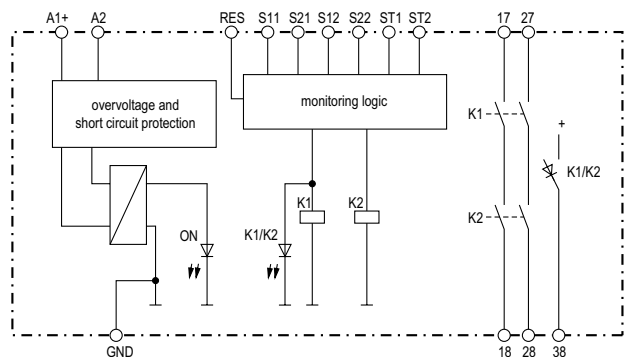 A1+ A2 RES S11 S21 S12 S22 ST1 ST2 17 27
overvoltage and
short circuit protection
monitoring logic
K1
+
K1/K2
K1 K2
K2
ON K1/K2
GND 18 28 38